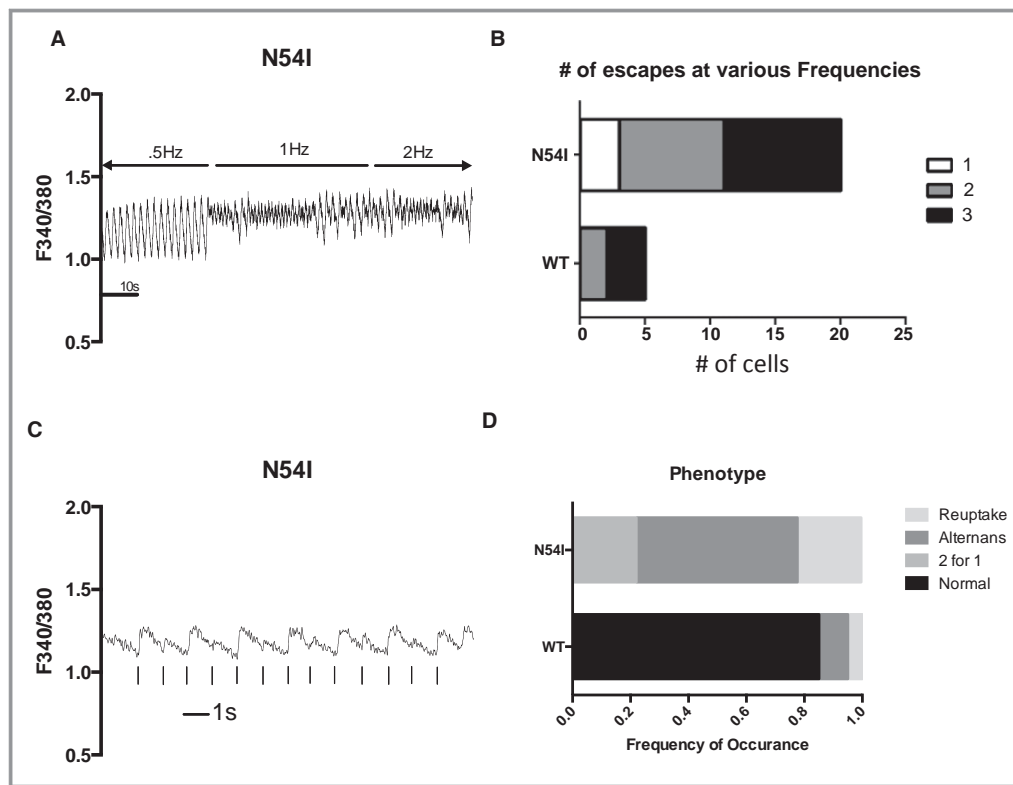 A
N54I
2.0
1.5
1.0
0.5
F340/380
.5Hz
1Hz
2Hz
10s
B
# of escapes at various Frequencies
N54I
WT
0
5
10
15
20
25
# of cells
1
2
3
C
N54I
2.0
1.5
1.0
0.5
F340/380
1s
D
Phenotype
N54I
WT
0.0
0.2
0.4
0.6
0.8
1.0
Frequency of Occurance
Reuptake
Alternans
2 for 1
Normal